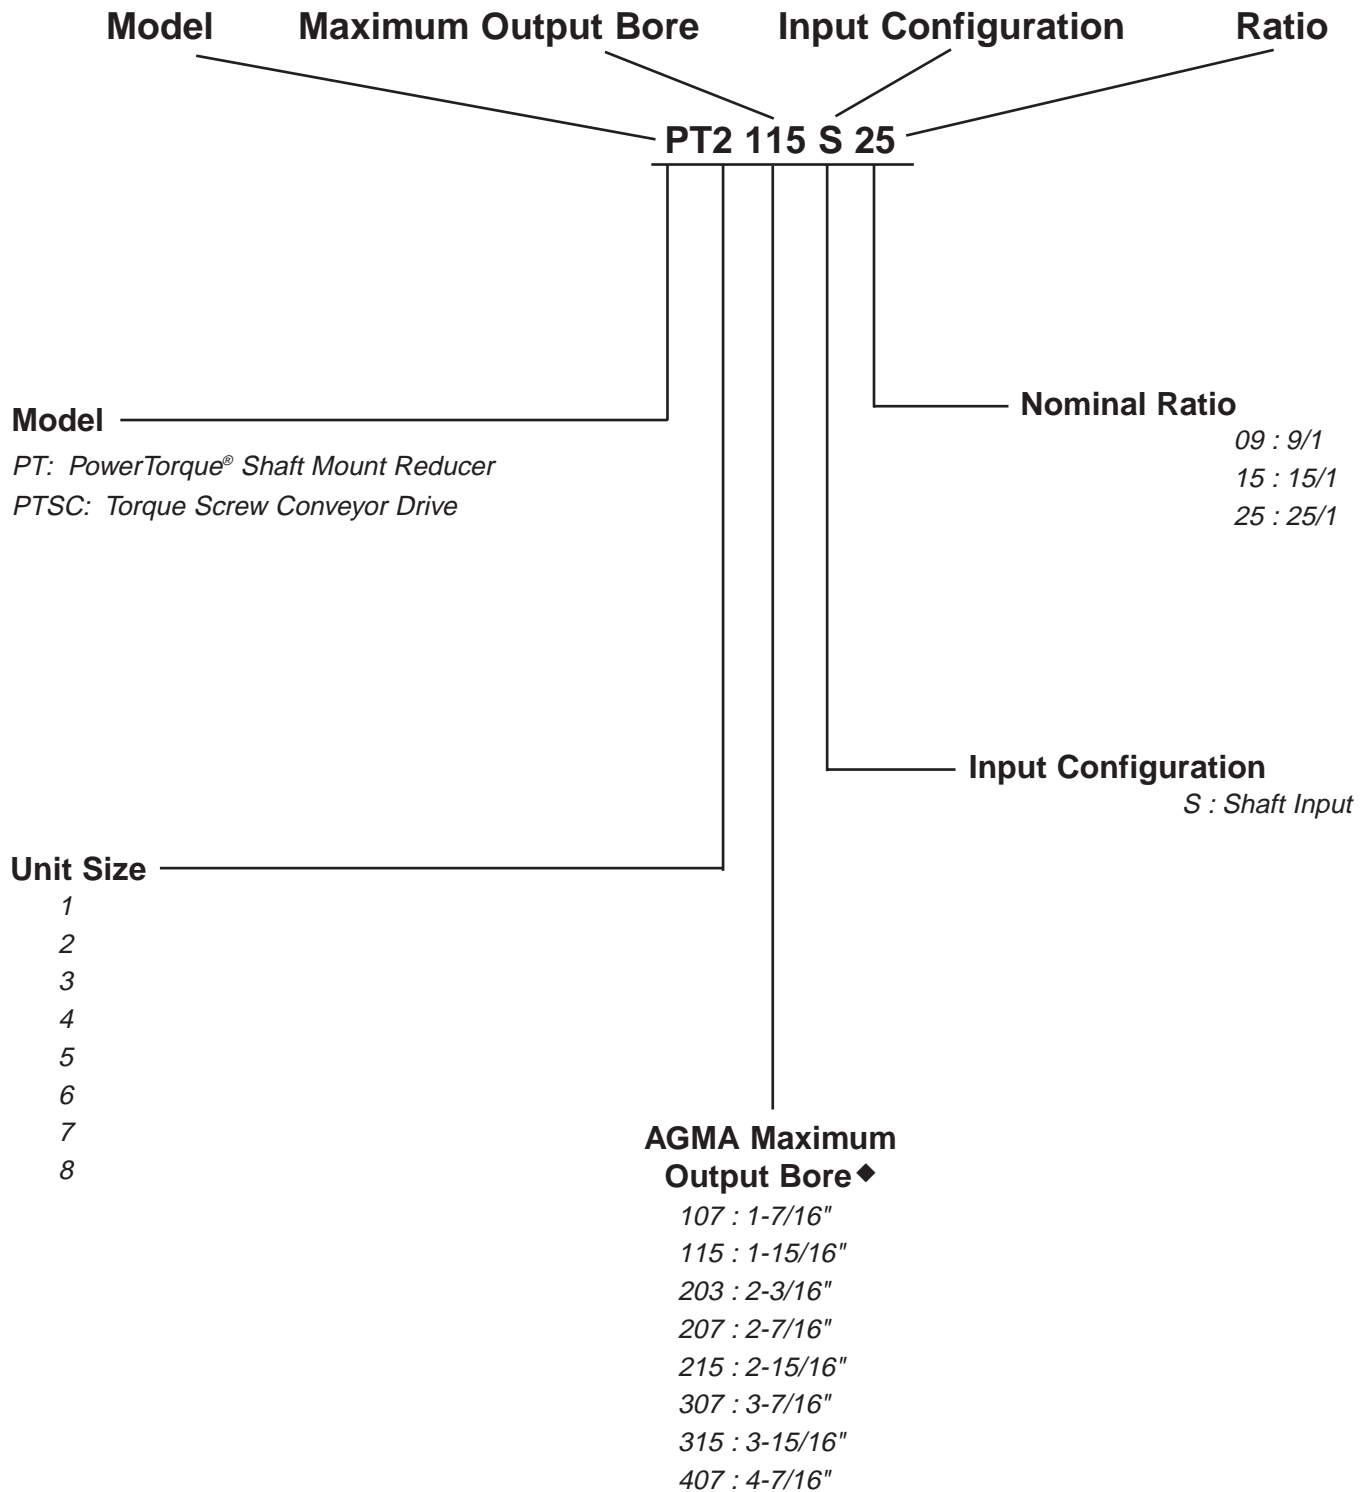 Model Maximum Output Bore Input Configuration Ratio
PT2 115 S 25
Model
PT: PowerTorque® Shaft Mount Reducer
PTSC: Torque Screw Conveyor Drive
Nominal Ratio
09 : 9/1
15 : 15/1
25 : 25/1
Input Configuration
S : Shaft Input
Unit Size
1
2
3
4
5
6
7
8
AGMA Maximum
Output Bore◆
107 : 1-7/16"
115 : 1-15/16"
203 : 2-3/16"
207 : 2-7/16"
215 : 2-15/16"
307 : 3-7/16"
315 : 3-15/16"
407 : 4-7/16"